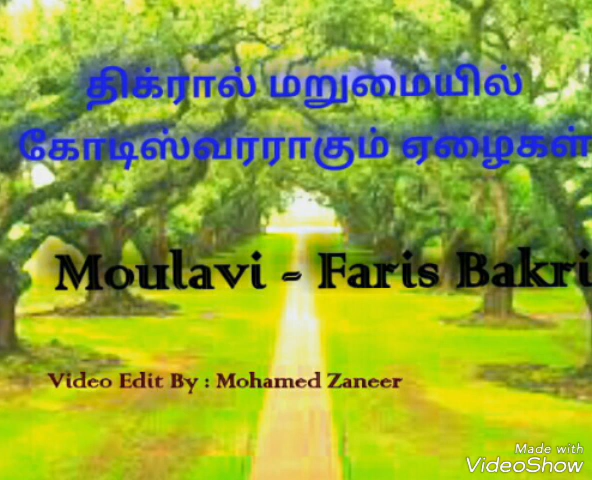 திக்ரால் மறுமையில்
கோடிஸ்வரராகும் ஏழைகள்
Moulavi - Faris Bakri
Video Edit By : Mohamed Zaneer
Made with
VideoShow